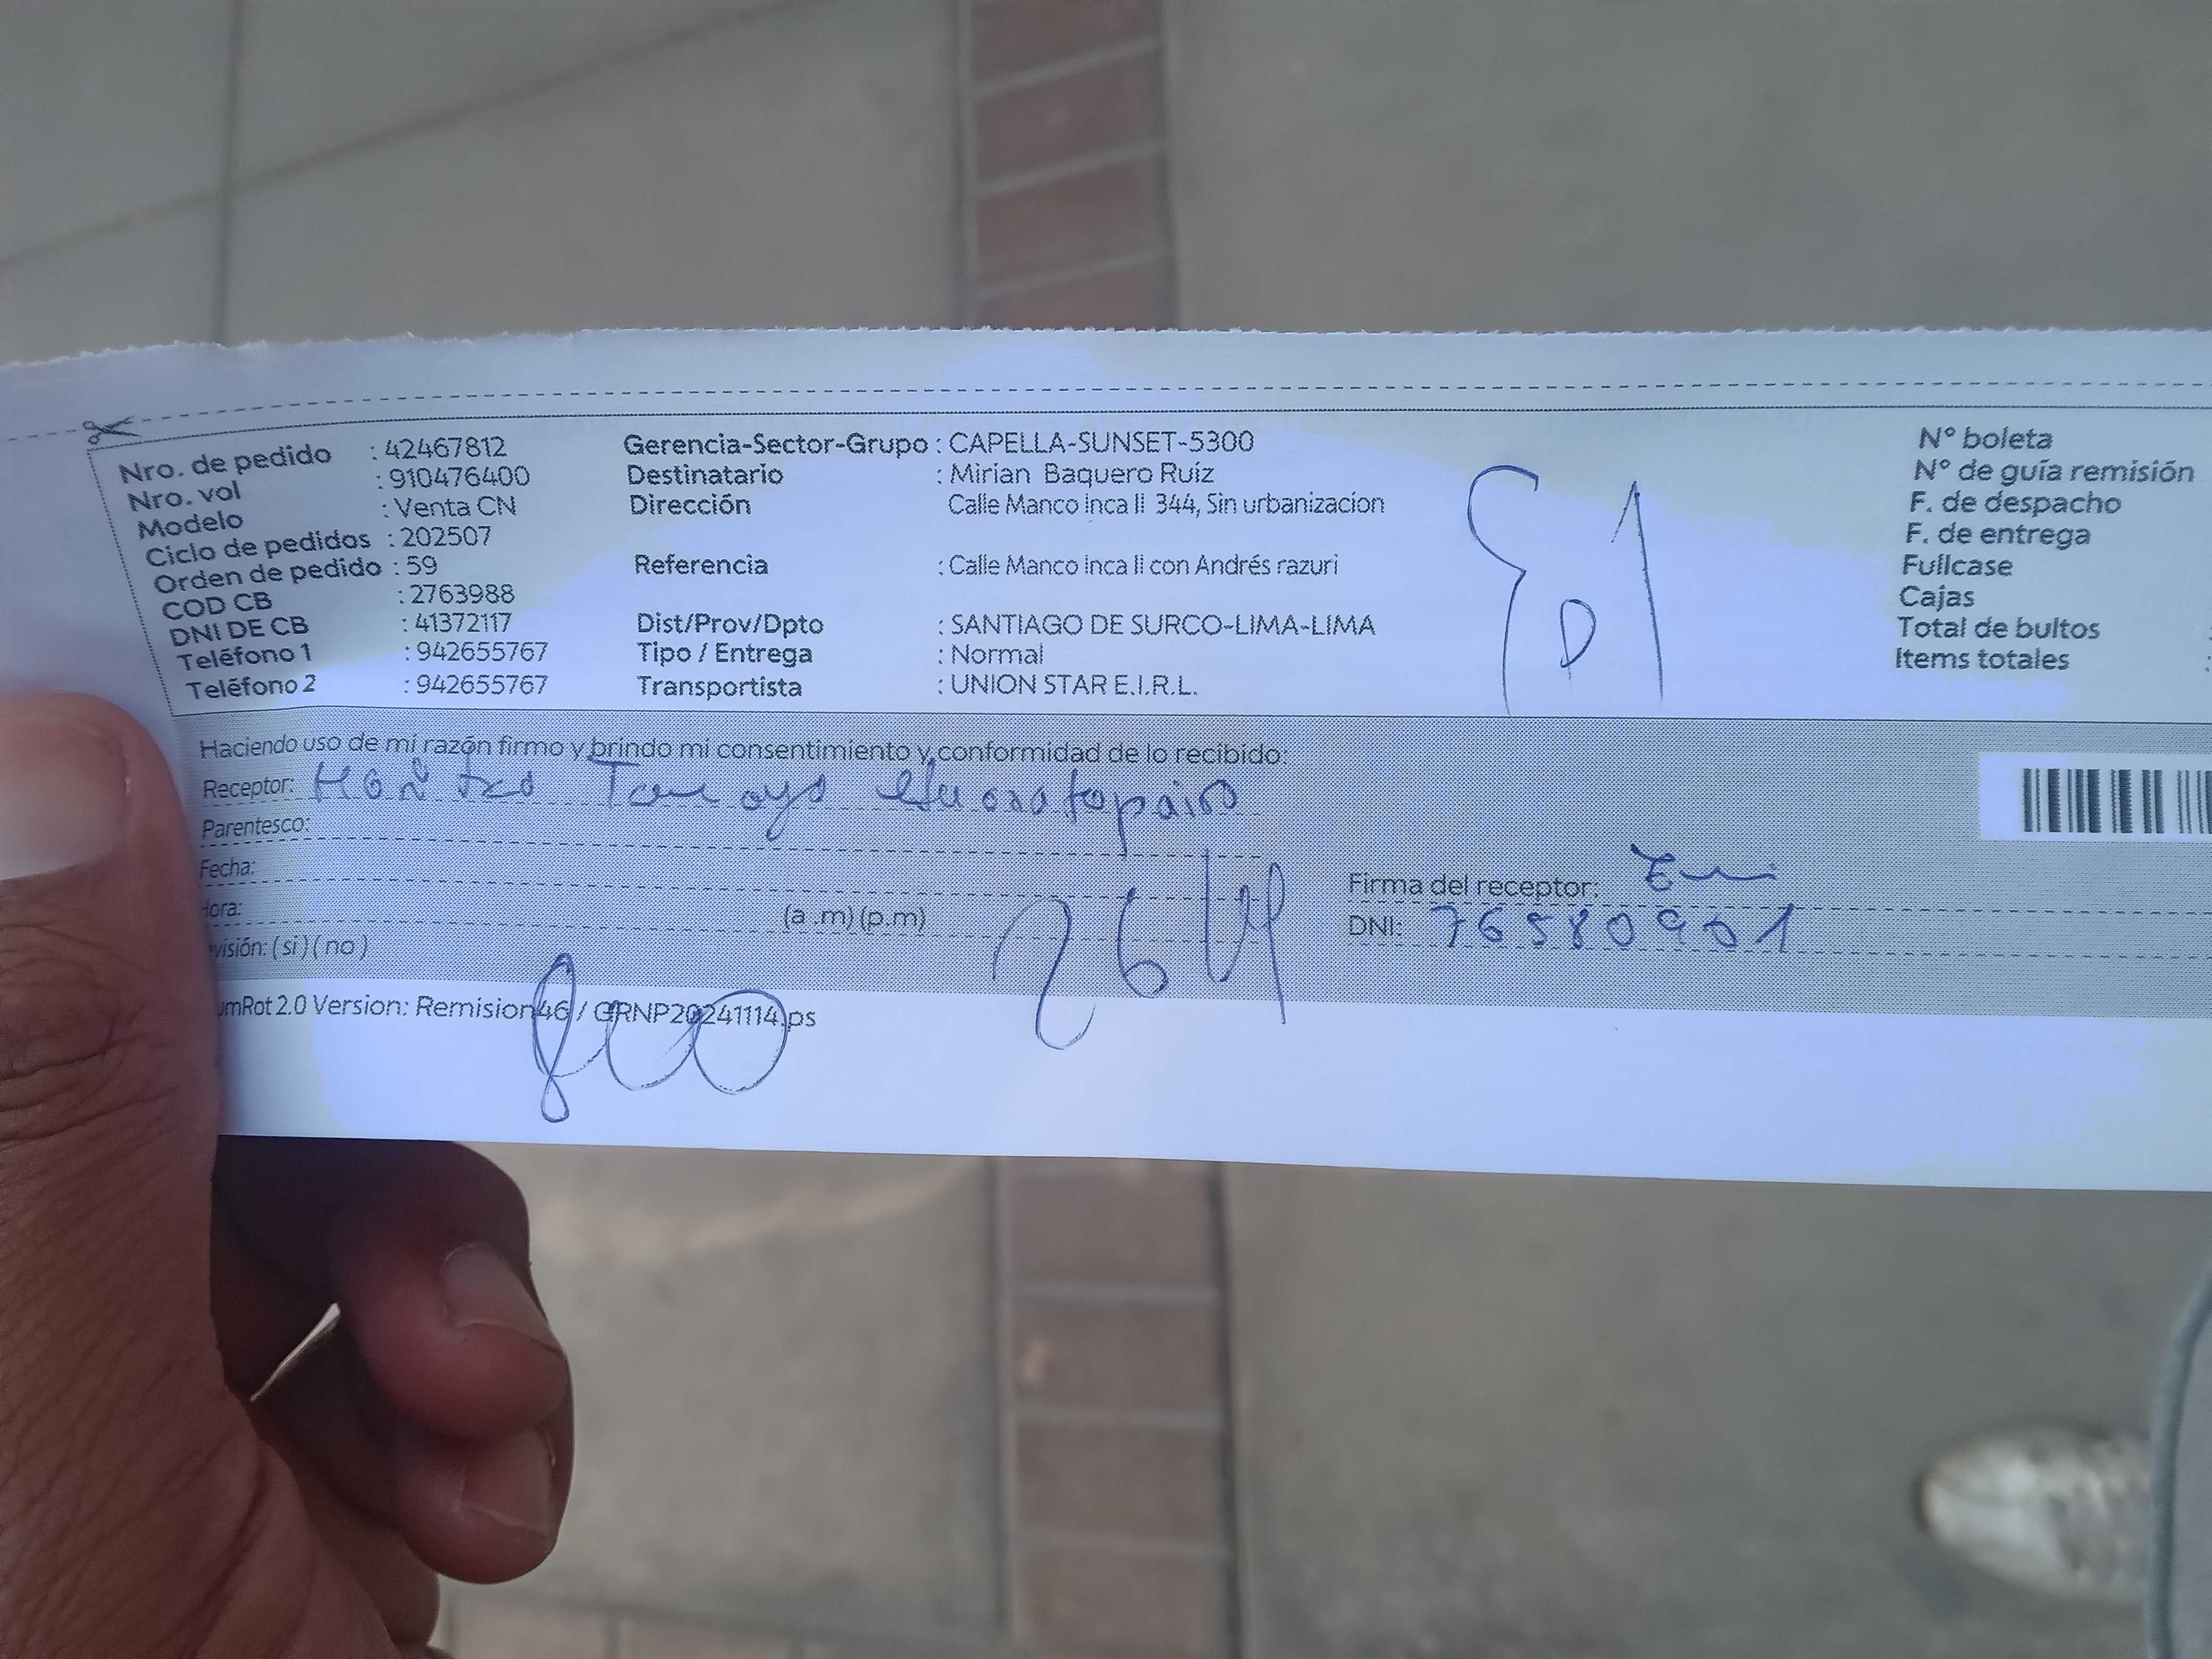 Nro. de pedido : 42467812
Nro. vol : 910476400
Modelo : Venta CN
Ciclo de pedidos : 202507
Orden de pedido : 59
COD CB : 2763988
DNI DE CB : 41372117
Teléfono 1 : 942655767
Teléfono 2 : 942655767
Gerencia-Sector-Grupo : CAPELLA-SUNSET-5300
Destinatario : Mirian Baquero Ruíz
Dirección Calle Manco inca Ii 344, Sin urbanizacion
Referencia : Calle Manco inca Ii con Andrés razuri
Dist/Prov/Dpto : SANTIAGO DE SURCO-LIMA-LIMA
Tipo / Entrega : Normal
Transportista : UNION STAR E.I.R.L.
N° boleta
N° de guía remisión
F. de despacho
F. de entrega
Fullcase
Cajas
Total de bultos
Items totales
Haciendo uso de mi razón firmo y brindo mi consentimiento y conformidad de lo recibido:
Receptor:
Parentesco:
Fecha:
Hora: (a .m) (p.m)
visión: ( si ) ( no )
Firma del receptor:
DNI: 76580901
umRot 2.0 Version: Remision46 / GRNP20241114.ps